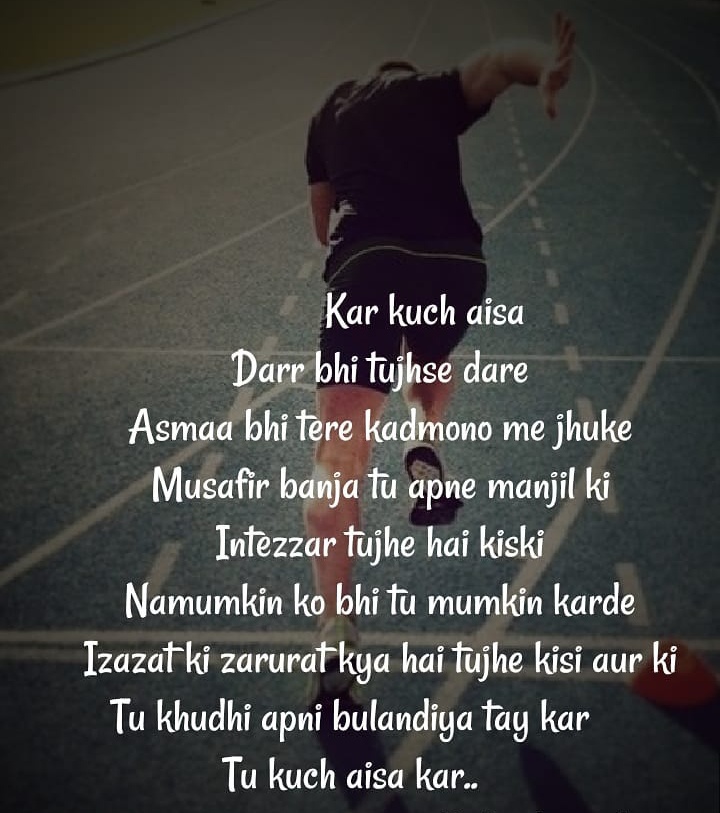 Kar kuch aisa
Darr bhi tujhse dare
Asmaa bhi tere kadmono me jhuke
Musafir banja tu apne manjil ki
Intezzar tujhe hai kiski
Namumkin ko bhi tu mumkin karde
Izazat ki zarurat kya hai tujhe kisi aur ki
Tu khudhi apni bulandiya tay kar
Tu kuch aisa kar..